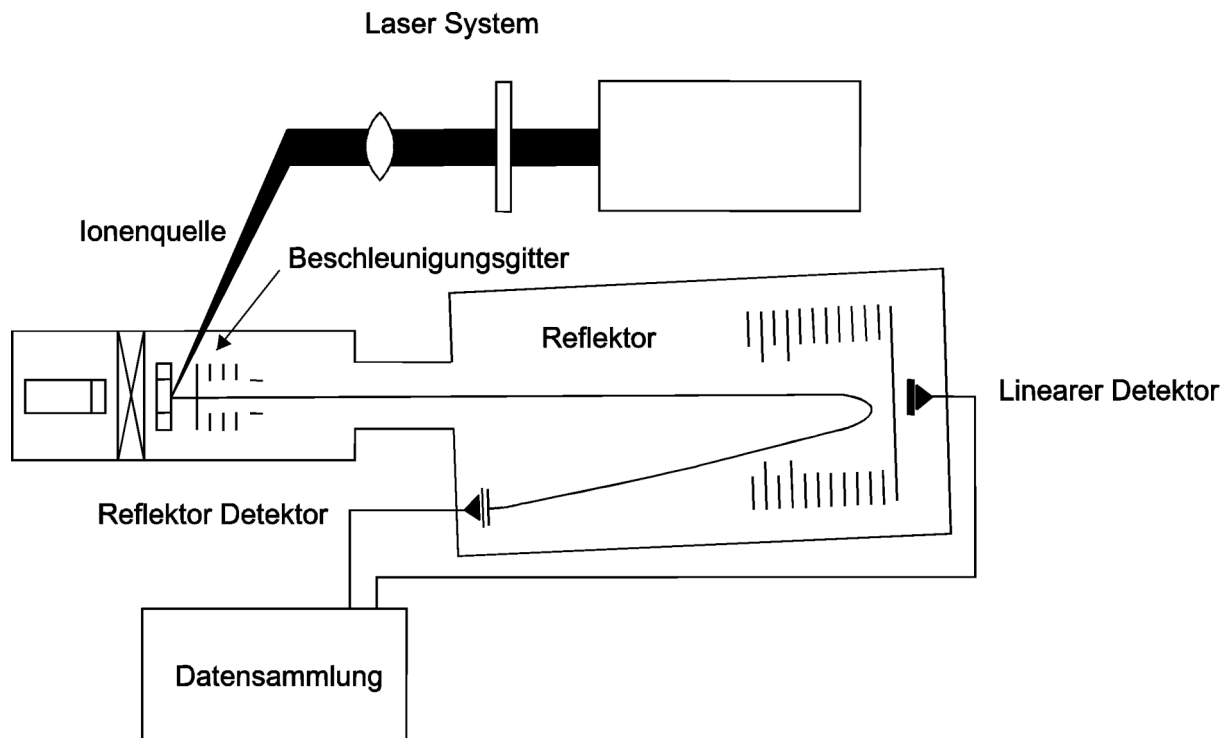 Laser System
Ionenquelle
Beschleunigungsgitter
Reflektor
Linearer Detektor
Reflektor Detektor
Datensammlung